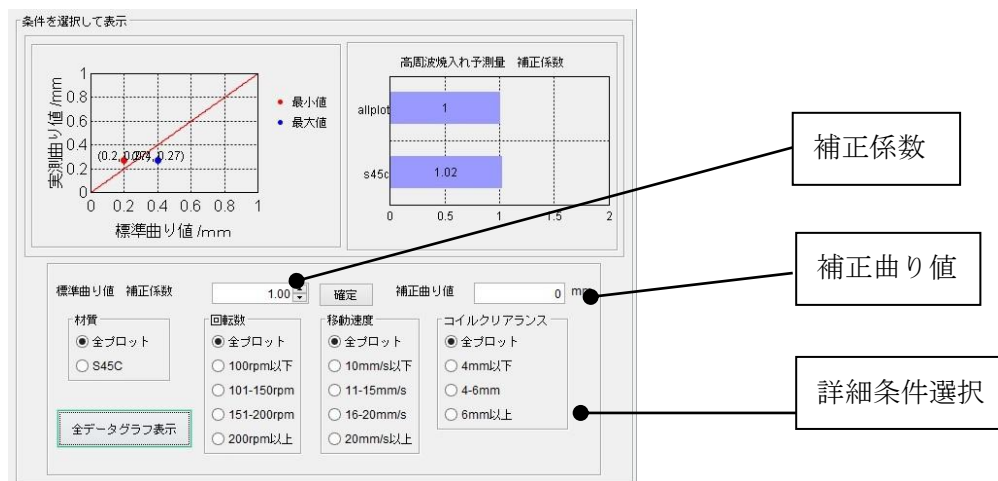 条件を選択して表示
実測曲り値 /mm
1
0.8
0.6
0.4
0.2
0
0 0.2 0.4 0.6 0.8 1
標準曲り値 /mm
最小値
最大値
高周波焼入れ予測量 補正係数
allplot
1
s45c
1.02
0 0.5 1 1.5 2
補正係数
補正曲り値
詳細条件選択
標準曲り値 補正係数 1.00 確定 補正曲り値 0
材質
全プロット
S45C
全データグラフ表示
回転数
全プロット
100rpm以下
101-150rpm
151-200rpm
200rpm以上
移動速度
全プロット
10mm/s以下
11-15mm/s
16-20mm/s
20mm/s以上
コイルクリアランス
全プロット
4mm以下
4-6mm
6mm以上